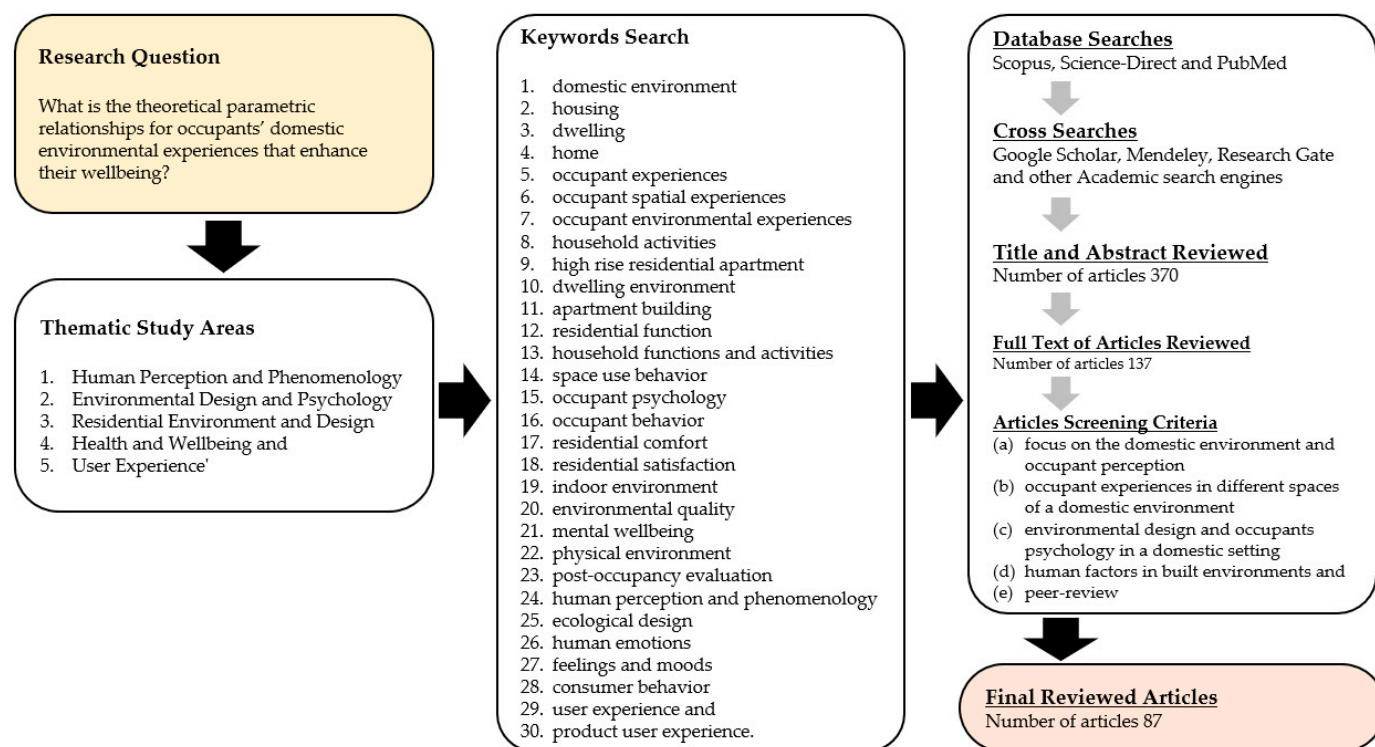 Research Question
What is the theoretical parametric
relationships for occupants' domestic
environmental experiences that enhance
their wellbeing?
Thematic Study Areas
1. Human Perception and Phenomenology
2. Environmental Design and Psychology
3. Residential Environment and Design
4. Health and Wellbeing and
5. User Experience'
Keywords Search
1. domestic environment
2. housing
3. dwelling
4. home
5. occupant experiences
6. occupant spatial experiences
7. occupant environmental experiences
8. household activities
9. high rise residential apartment
10. dwelling environment
11. apartment building
12. residential function
13. household functions and activities
14. space use behavior
15. occupant psychology
16. occupant behavior
17. residential comfort
18. residential satisfaction
19. indoor environment
20. environmental quality
21. mental wellbeing
22. physical environment
23. post-occupancy evaluation
24. human perception and phenomenology
25. ecological design
26. human emotions
27. feelings and moods
28. consumer behavior
29. user experience and
30. product user experience.
Database Searches
Scopus, Science-Direct and PubMed
Cross Searches
Google Scholar, Mendeley, Research Gate
and other Academic search engines
Title and Abstract Reviewed
Number of articles 370
Full Text of Articles Reviewed
Number of articles 137
Articles Screening Criteria
(a) focus on the domestic environment and
occupant perception
(b) occupant experiences in different spaces
of a domestic environment
(c) environmental design and occupants
psychology in a domestic setting
(d) human factors in built environments and
(e) peer-review
Final Reviewed Articles
Number of articles 87